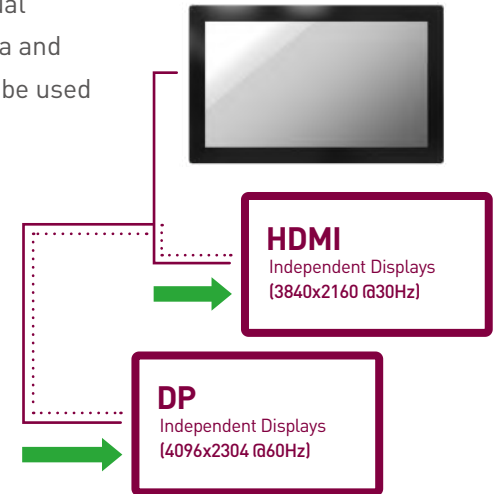 a and
be used
HDMI
Independent Displays
(3840x2160 @30Hz)
DP
Independent Displays
(4096x2304 @60Hz)